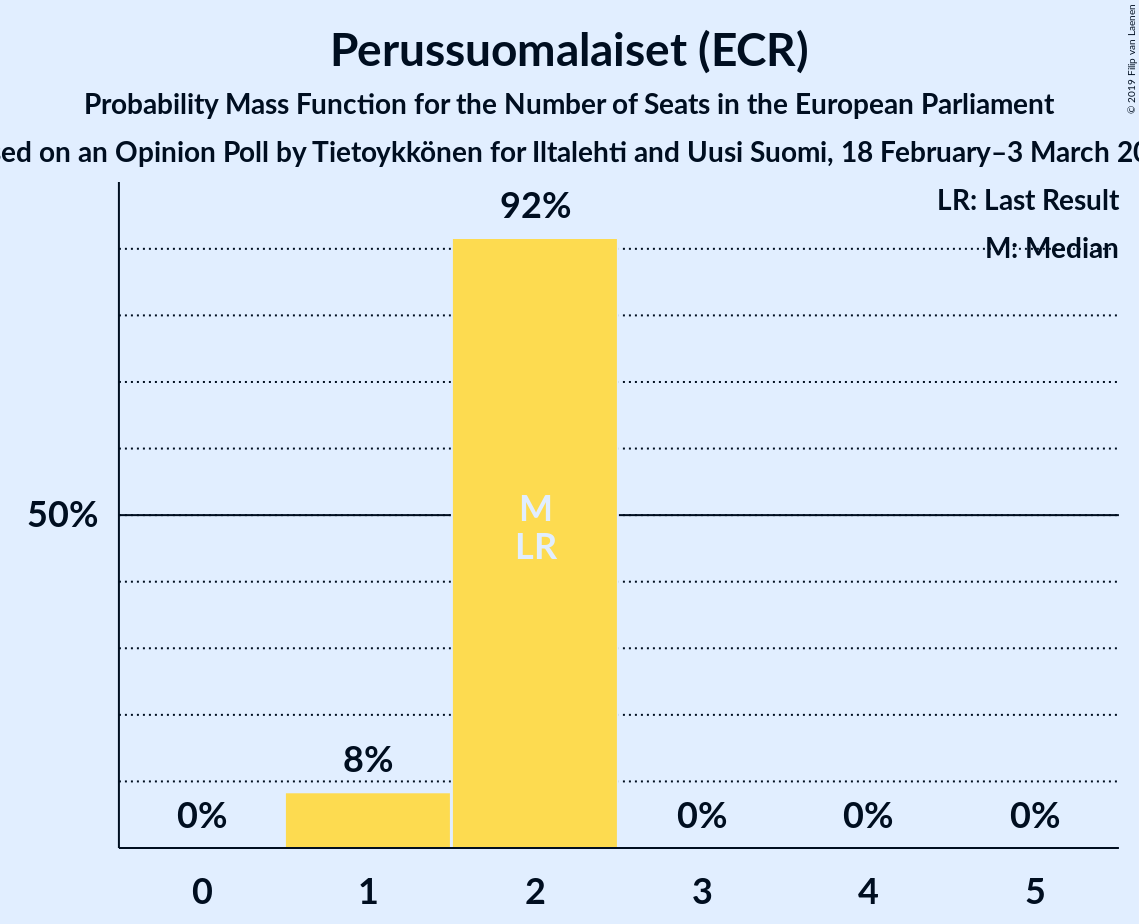 Perussuomalaiset (ECR)
Probability Mass Function for the Number of Seats in the European Parliament
on an Opinion Poll by Tietoykkönen for Iltalehti and Uusi Suomi, 18 February–3 March
© 2019 Filip van Laenen
LR: Last Result
M: Median
92%
50%
M
LR
8%
0%
0%
0%
0%
0 1 2 3 4 5